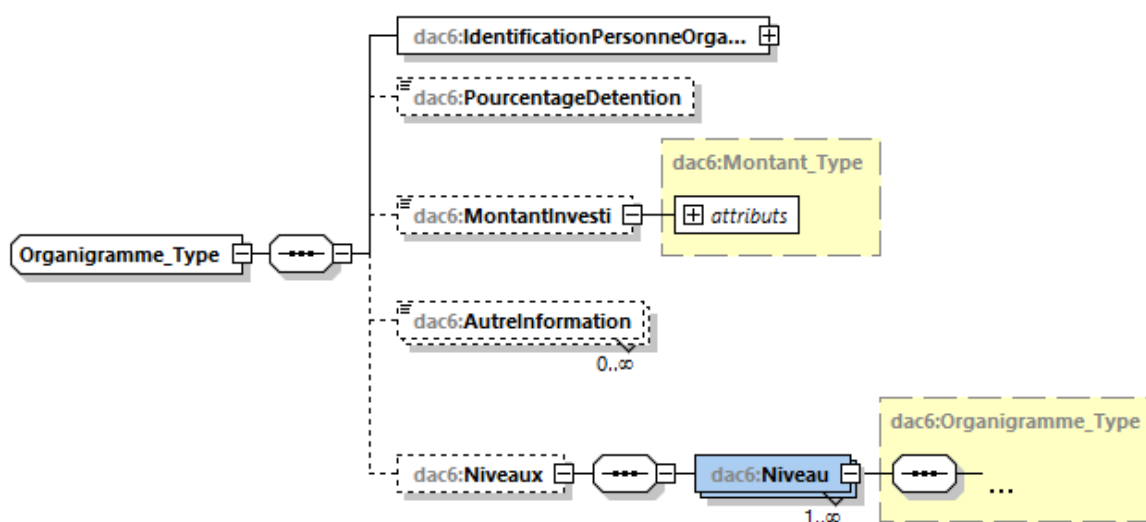 dac6:IdentificationPersonneOrga...
dac6:PourcentageDetention
dac6:Montant_Type
dac6:MontantInvesti
attributs
Organigramme_Type
dac6:AutreInformation
0..∞
dac6:Organigramme_Type
dac6:Niveaux
dac6:Niveau
...
1..∞